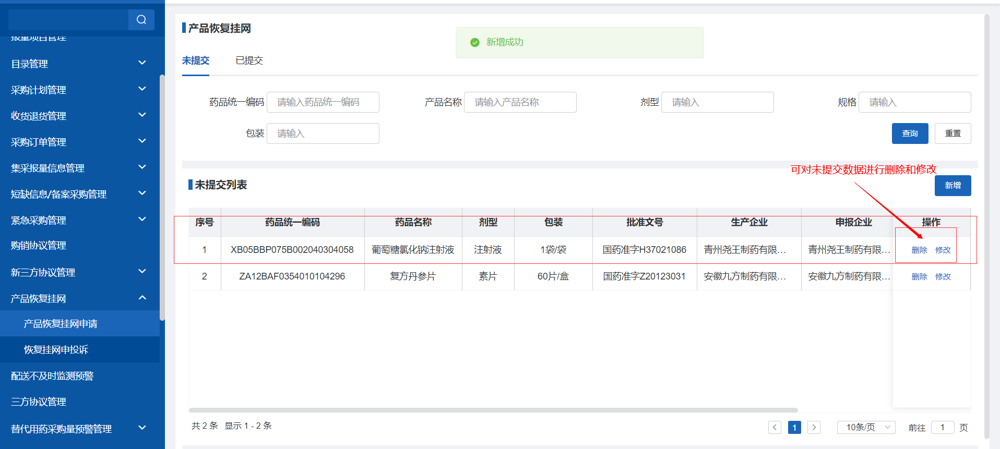 报量项目管理
目录管理
采购计划管理
收货退货管理
采购订单管理
集采报量信息管理
短缺信息/备案采购管理
紧急采购管理
购销协议管理
新三方协议管理
产品恢复挂网
产品恢复挂网申请
恢复挂网申投诉
配送不及时监测预警
三方协议管理
替代用药采购量预警管理
产品恢复挂网
新增成功
未提交 已提交
药品统一编码 请输入药品统一编码 产品名称 请输入产品名称 剂型 请输入 规格 请输入
包装 请输入 查询 重置
可对未提交数据进行删除和修改
未提交列表 新增
序号 药品统一编码 药品名称 剂型 包装 批准文号 生产企业 申报企业 操作
1 XB05BBP075B002040304058 葡萄糖氯化钠注射液 注射液 1袋/袋 国药准字H37021086 青州尧王制药有限... 青州尧王制药有限... 删除 修改
2 ZA12BAF0354010104296 复方丹参片 素片 60片/盒 国药准字Z20123031 安徽九方制药有限... 安徽九方制药有限... 删除 修改
共 2 条 显示 1 - 2 条 1 10条/页 前往 1 页